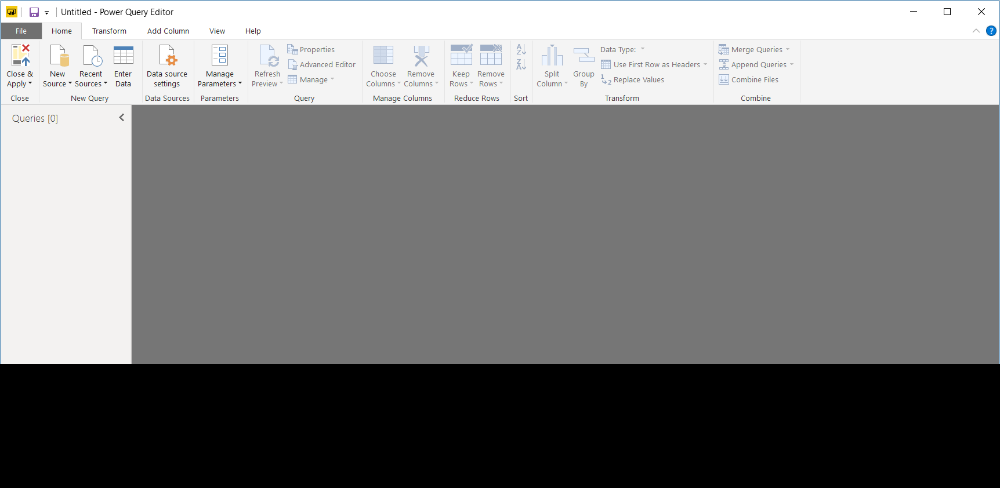 Untitled - Power Query Editor
File Home Transform Add Column View Help ?
Close & Apply
New Source
Recent Sources
Enter Data
Data source settings
Manage Parameters
Refresh Preview
Properties
Advanced Editor
Manage
Choose Columns
Remove Columns
Keep Rows
Remove Rows
A Z
Z A
Split Column
Group By
Data Type:
Use First Row as Headers
1 2 Replace Values
Merge Queries
Append Queries
Combine Files
Close New Query Data Sources Parameters Query Manage Columns Reduce Rows Sort Transform Combine
Queries [0]